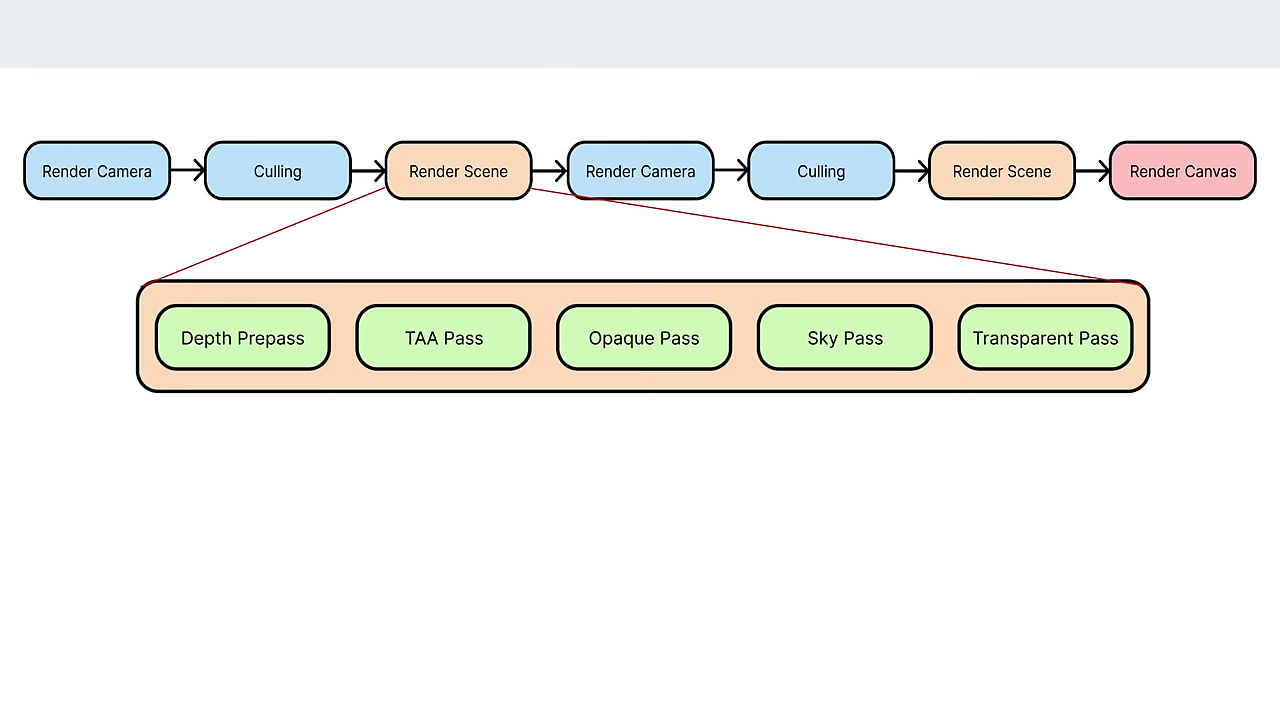 Render Camera
Culling
Render Scene
Render Camera
Culling
Render Scene
Render Canvas
Depth Prepass
TAA Pass
Opaque Pass
Sky Pass
Transparent Pass